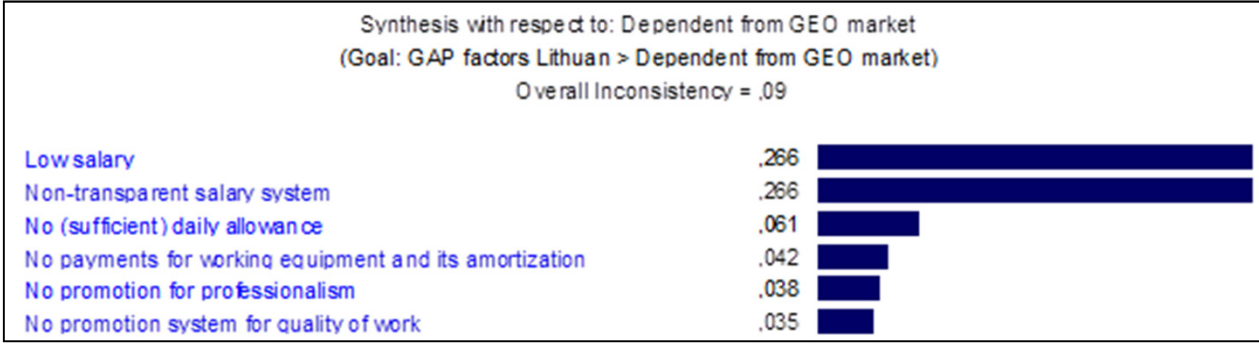 Synthesis with respect to: Dependent from GEO market
(Goal: GAP factors Lithuan > Dependent from GEO market)
Overall Inconsistency = ,09
Low salary ,266
Non-transparent salary system ,266
No (sufficient) daily allowance ,061
No payments for working equipment and its amortization ,042
No promotion for professionalism ,038
No promotion system for quality of work ,035